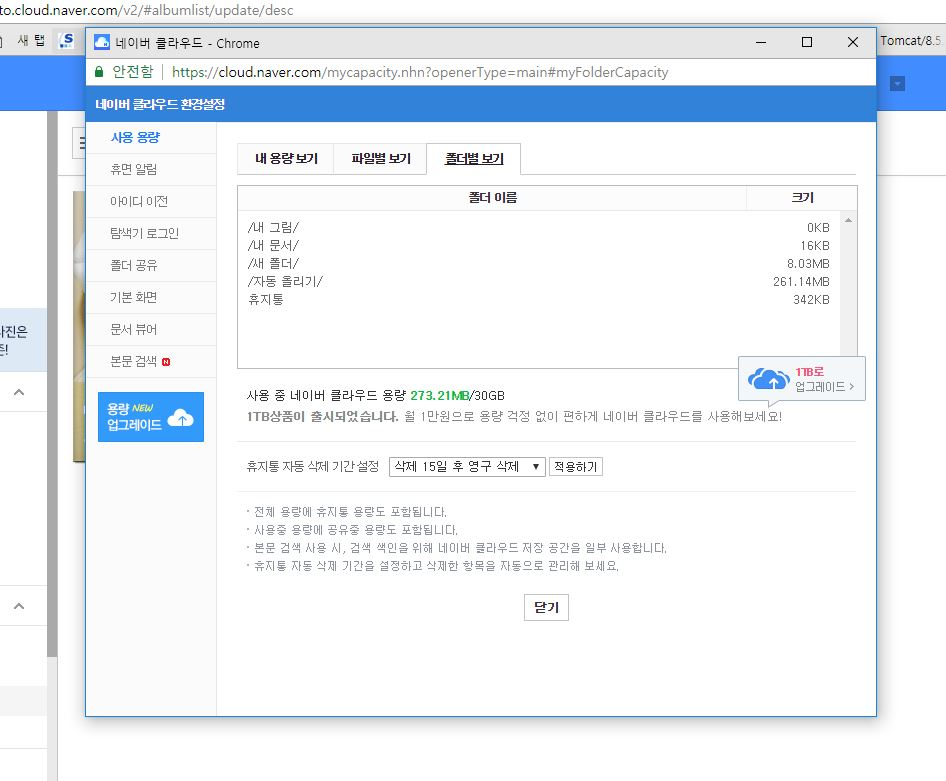 to.cloud.naver.com/v2/#albumlist/update/desc
새 탭
S
Tomcat/8.5
네이버 클라우드 - Chrome
안전함 | https://cloud.naver.com/mycapacity.nhn?openerType=main#myFolderCapacity
네이버 클라우드 환경설정
사용 용량
휴면 알림
아이디 이전
탐색기 로그인
폴더 공유
기본 화면
문서 뷰어
본문 검색 N
용량 NEW
업그레이드
내 용량 보기 파일별 보기 폴더별 보기
폴더 이름 크기
/내 그림/ 0KB
/내 문서/ 16KB
/새 폴더/ 8.03MB
/자동 올리기/ 261.14MB
휴지통 342KB
1TB로
업그레이드 >
사용 중 네이버 클라우드 용량 273.21MB/30GB
1TB상품이 출시되었습니다. 월 1만원으로 용량 걱정 없이 편하게 네이버 클라우드를 사용해보세요!
휴지통 자동 삭제 기간 설정 삭제 15일 후 영구 삭제 ▼ 적용하기
· 전체 용량에 휴지통 용량도 포함됩니다.
· 사용중 용량에 공유중 용량도 포함됩니다.
· 본문 검색 사용 시, 검색 색인을 위해 네이버 클라우드 저장 공간을 일부 사용합니다.
· 휴지통 자동 삭제 기간을 설정하고 삭제한 항목을 자동으로 관리해 보세요.
닫기
사진은